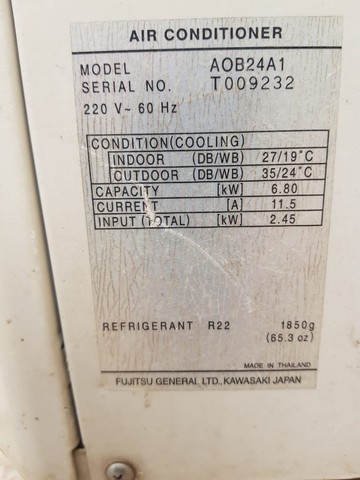 AIR CONDITIONER
MODEL AOB24A1
SERIAL NO. T009232
220 V~ 60 Hz
CONDITION(COOLING)
INDOOR (DB/WB) 27/19°C
OUTDOOR (DB/WB) 35/24°C
CAPACITY [kW] 6.80
CURRENT [A] 11.5
INPUT (TOTAL) [kW] 2.45
REFRIGERANT R22 1850g
(65.3 oz)
MADE IN THAILAND
FUJITSU GENERAL LTD., KAWASAKI JAPAN